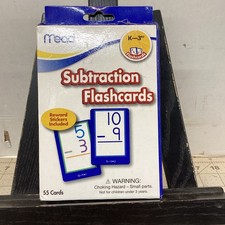 Mead
K-3rd
Subtraction
Flashcards
Reward
Stickers
Included!
5
- 3
10
- 9
55 Cards
⚠ WARNING:
Choking Hazard - Small parts.
Not for children under 3 years.